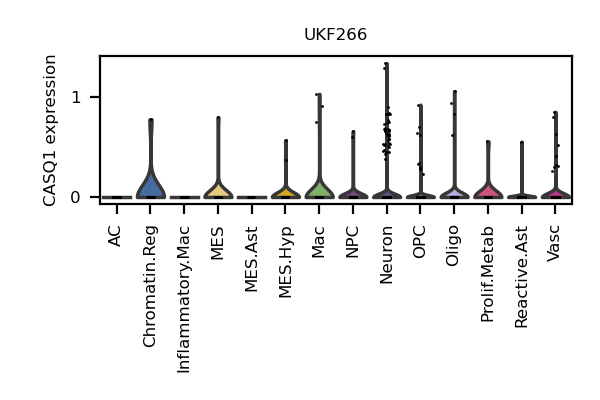 UKF266
CASQ1 expression
1
0
AC
Chromatin.Reg
Inflammatory.Mac
MES
MES.Ast
MES.Hyp
Mac
NPC
Neuron
OPC
Oligo
Prolif.Metab
Reactive.Ast
Vasc